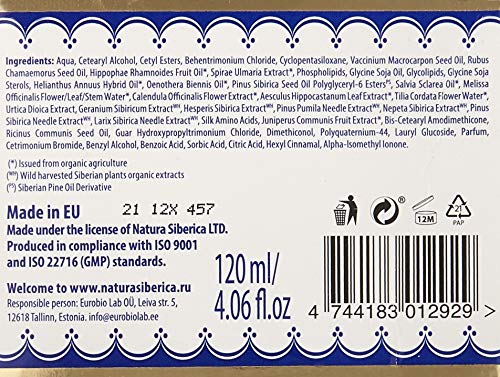 Ingredients: Aqua, Cetearyl Alcohol, Cetyl Esters, Behentrimonium Chloride, Cyclopentasiloxane, Vaccinium Macrocarpon Seed Oil, Rubus
Chamaemorus Seed Oil, Hippophae Rhamnoides Fruit Oil*, Spirae Ulmaria Extract*, Phospholipids, Glycine Soja Oil, Glycolipids, Glycine Soja
Sterols, Helianthus Annuus Hybrid Oil*, Oenothera Biennis Oil*, Pinus Sibirica Seed Oil Polyglyceryl-6 Esters(PS), Salvia Sclarea Oil*, Melissa
Officinalis Flower/Leaf/Stem Water*, Calendula Officinalis Flower Extract*, Aesculus Hippocastanum Leaf Extract*, Tilia Cordata Flower Water*,
Urtica Dioica Extract(WH), Geranium Sibiricum Extract(WH), Hesperis Sibirica Extract(WH), Pinus Pumila Needle Extract(WH), Nepeta Sibirica Extract(WH), Pinus
Sibirica Needle Extract(WH), Larix Sibirica Needle Extract(WH), Silk Amino Acids, Juniperus Communis Fruit Extract*, Bis-Cetearyl Amodimethicone,
Ricinus Communis Seed Oil, Guar Hydroxypropyltrimonium Chloride, Dimethiconol, Polyquaternium-44, Lauryl Glucoside, Parfum,
Cetrimonium Bromide, Benzyl Alcohol, Benzoic Acid, Sorbic Acid, Citric Acid, Hexyl Cinnamal, Alpha-Isomethyl Ionone.
(*) Issued from organic agriculture
(WH) Wild harvested Siberian plants organic extracts
(PS) Siberian Pine Oil Derivative
Made in EU
21 12X 457
Made under the license of Natura Siberica LTD.
Produced in compliance with ISO 9001
and ISO 22716 (GMP) standards.
Welcome to www.naturasiberica.ru
Responsible person: Eurobio Lab OÜ, Leiva str. 5,
12618 Tallinn, Estonia. info@eurobiolab.ee
120 ml/
4.06 fl.oz
12M
21
PAP
4 744183 012929 >